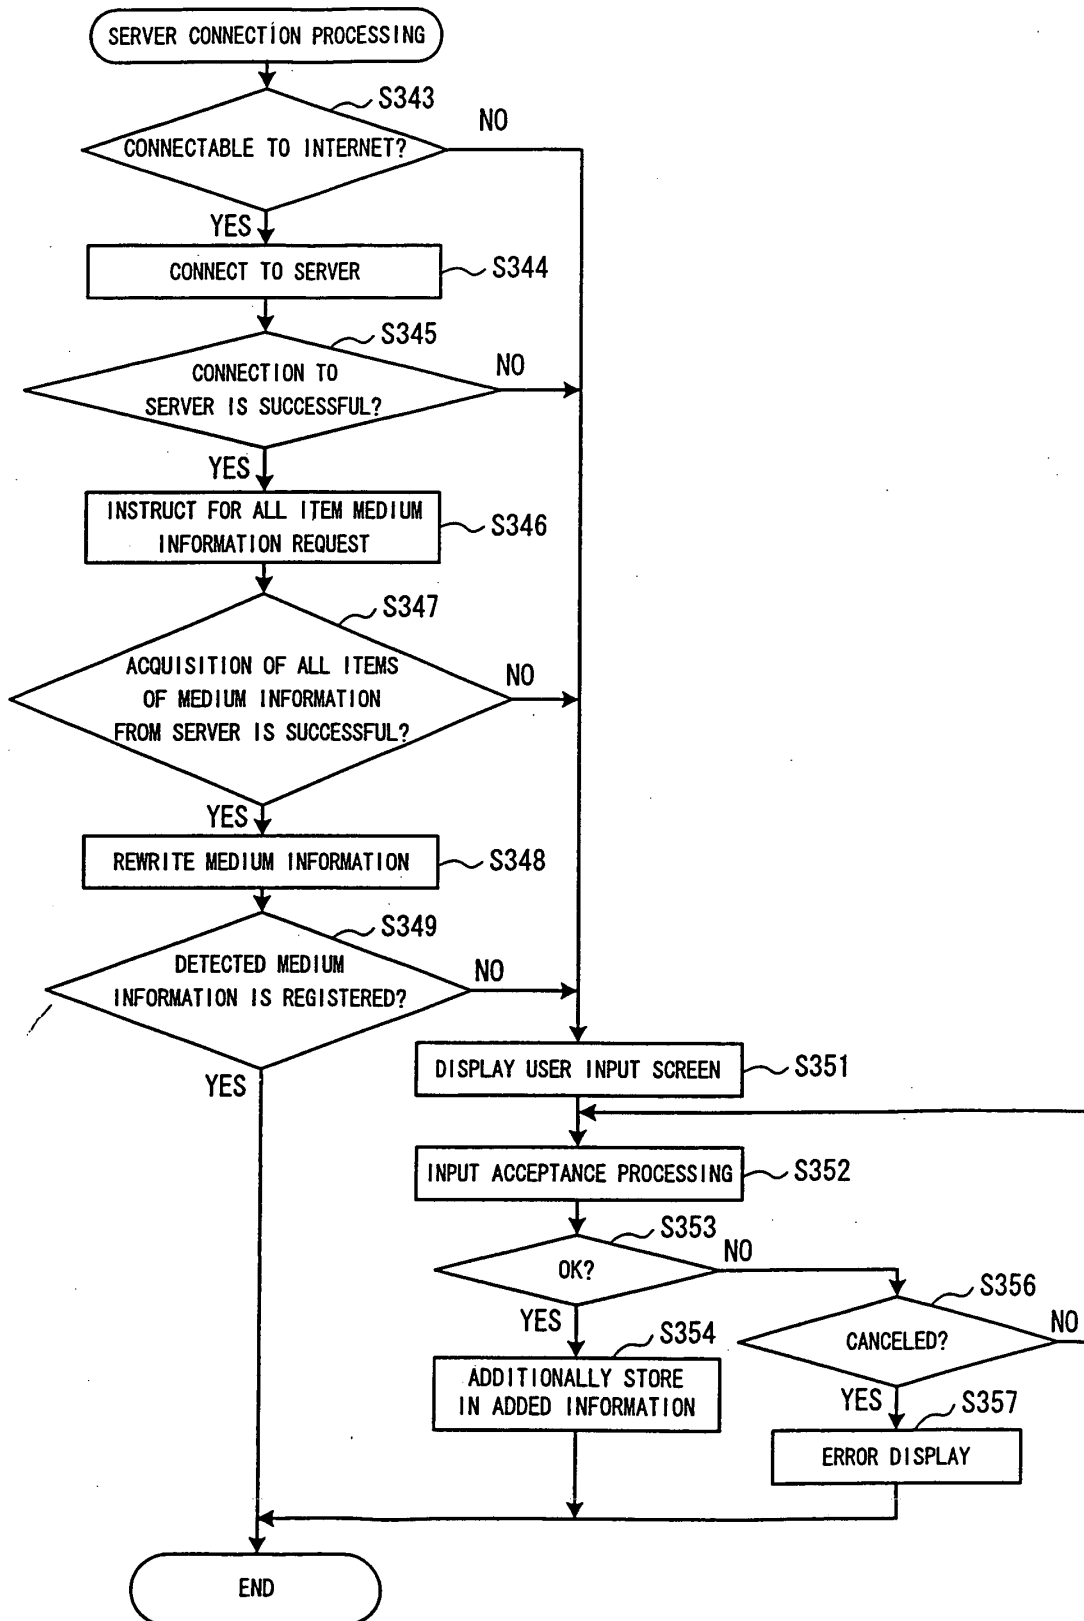 SERVER CONNECTION PROCESSING
S343
NO
CONNECTABLE TO INTERNET?
YES
CONNECT TO SERVER
S344
S345
NO
CONNECTION TO
SERVER IS SUCCESSFUL?
YES
INSTRUCT FOR ALL ITEM MEDIUM
INFORMATION REQUEST
S346
S347
ACQUISITION OF ALL ITEMS
OF MEDIUM INFORMATION
FROM SERVER IS SUCCESSFUL?
NO
YES
REWRITE MEDIUM INFORMATION
S348
S349
DETECTED MEDIUM
INFORMATION IS REGISTERED?
NO
YES
DISPLAY USER INPUT SCREEN
S351
INPUT ACCEPTANCE PROCESSING
S352
S353
OK?
NO
YES
S354
ADDITIONALLY STORE
IN ADDED INFORMATION
S356
CANCELED?
NO
YES
S357
ERROR DISPLAY
END